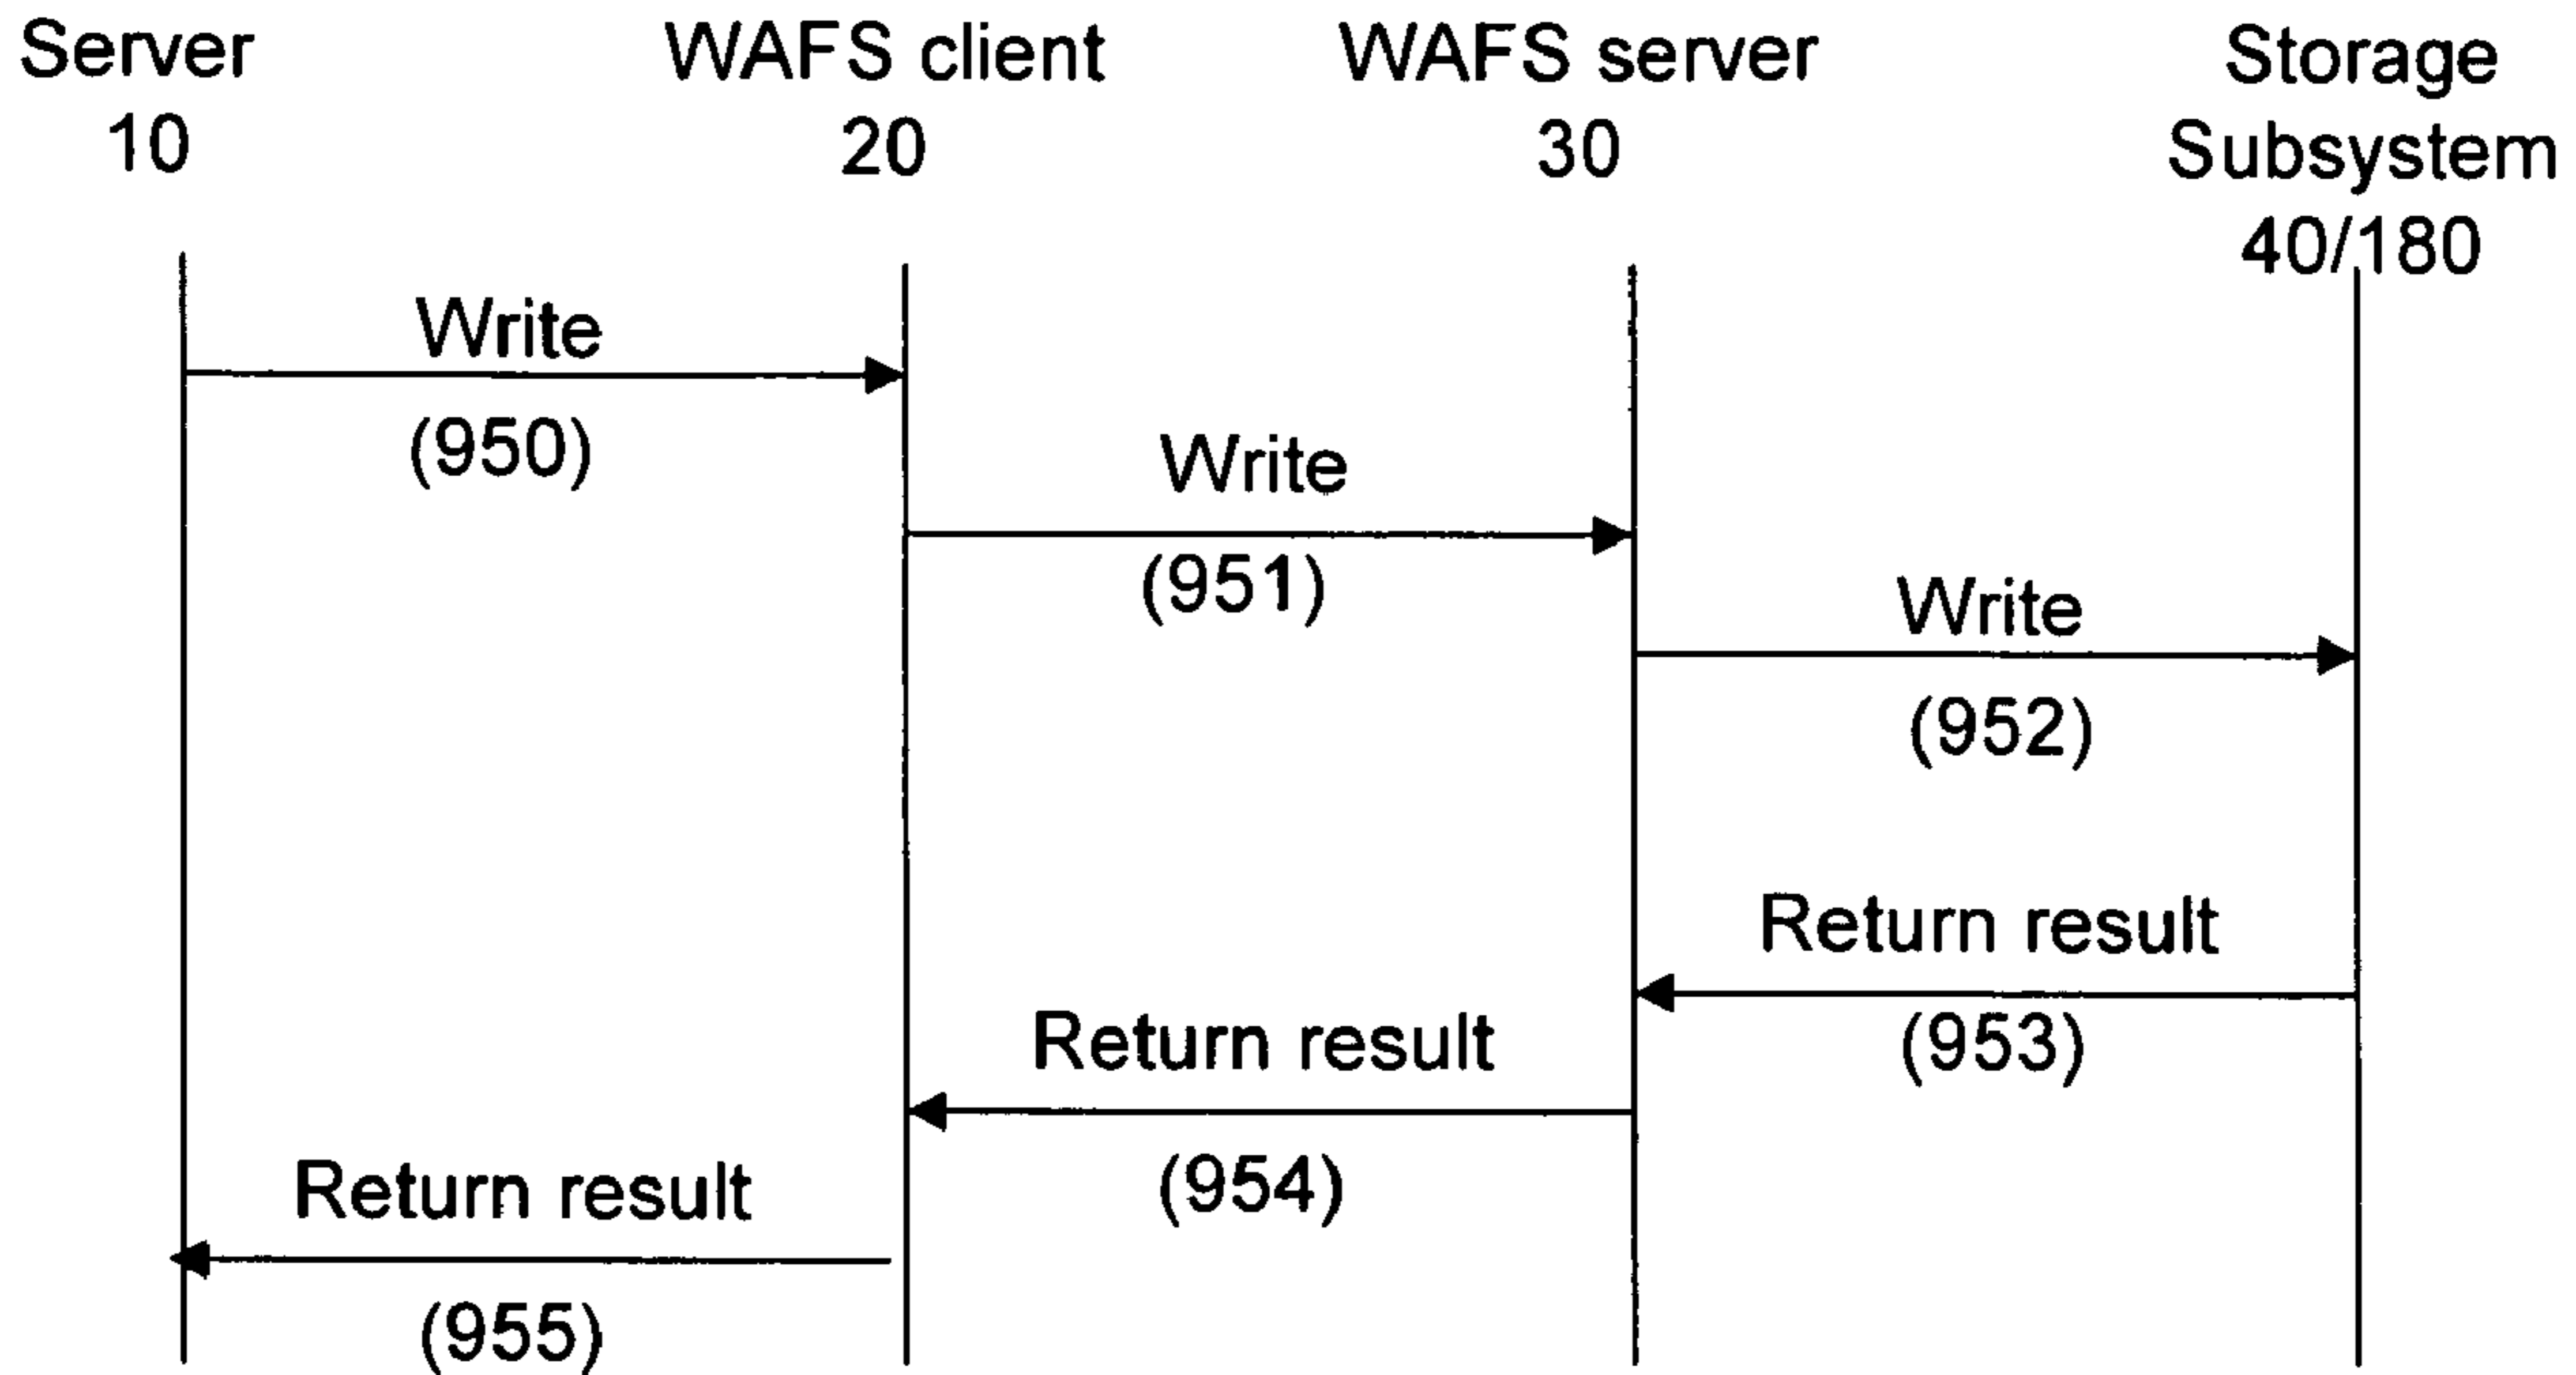 Server
10
WAFS client
20
WAFS server
30
Storage
Subsystem
40/180
Write
(950)
Write
(951)
Write
(952)
Return result
(953)
Return result
(954)
Return result
(955)